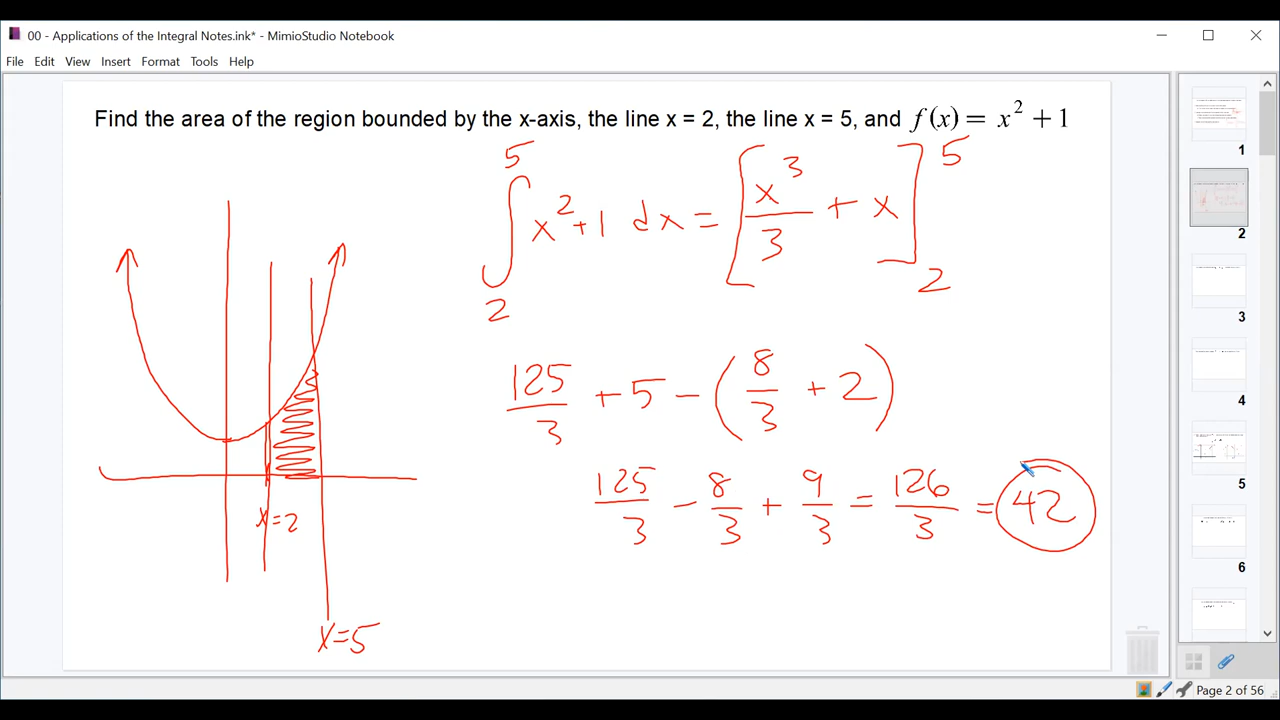 00 - Applications of the Integral Notes.ink* - MimioStudio Notebook
File Edit View Insert Format Tools Help
Find the area of the region bounded by the x-axis, the line x = 2, the line x = 5, and f(x) = x² + 1
∫₂⁵ x² + 1 dx = [x³/3 + x]₂⁵
125/3 + 5 − (8/3 + 2)
125/3 − 8/3 + 9/3 = 126/3 = 42
x=2
x=5
1
2
3
4
5
6
Page 2 of 56